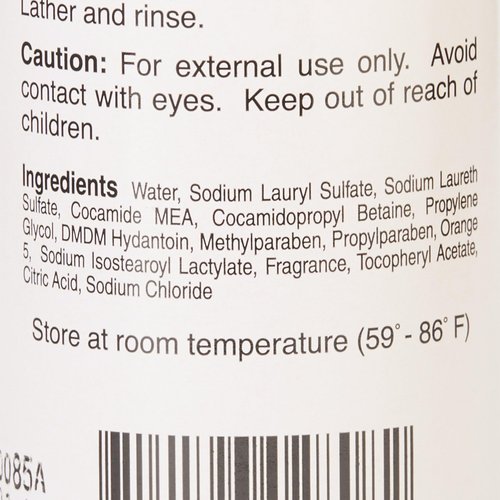 Lather and rinse.
Caution: For external use only. Avoid
contact with eyes. Keep out of reach of
children.
Ingredients Water, Sodium Lauryl Sulfate, Sodium Laureth
Sulfate, Cocamide MEA, Cocamidopropyl Betaine, Propylene
Glycol, DMDM Hydantoin, Methylparaben, Propylparaben, Orange
5, Sodium Isostearoyl Lactylate, Fragrance, Tocopheryl Acetate,
Citric Acid, Sodium Chloride
Store at room temperature (59° - 86° F)
0085A